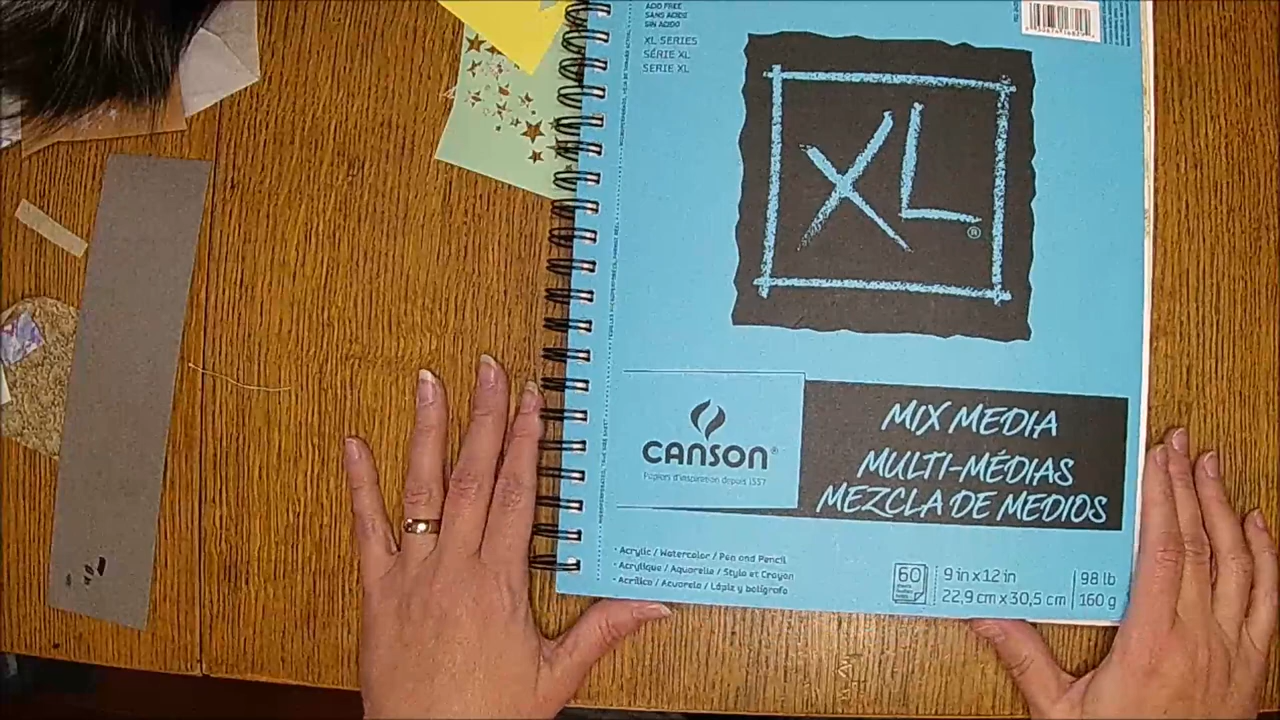 ACID FREE
SANS ACIDE
SIN ÁCIDO
XL SERIES
SÉRIE XL
SERIE XL
XL®
CANSON®
Papiers d'inspiration depuis 1557
MIX MEDIA
MULTI-MÉDIAS
MEZCLA DE MEDIOS
• Acrylic / Watercolor / Pen and Pencil
• Acrylique / Aquarelle / Stylo et Crayon
• Acrílico / Acuarela / Lápiz y bolígrafo
60
9 in x 12 in
22,9 cm x 30,5 cm
98 lb
160 g